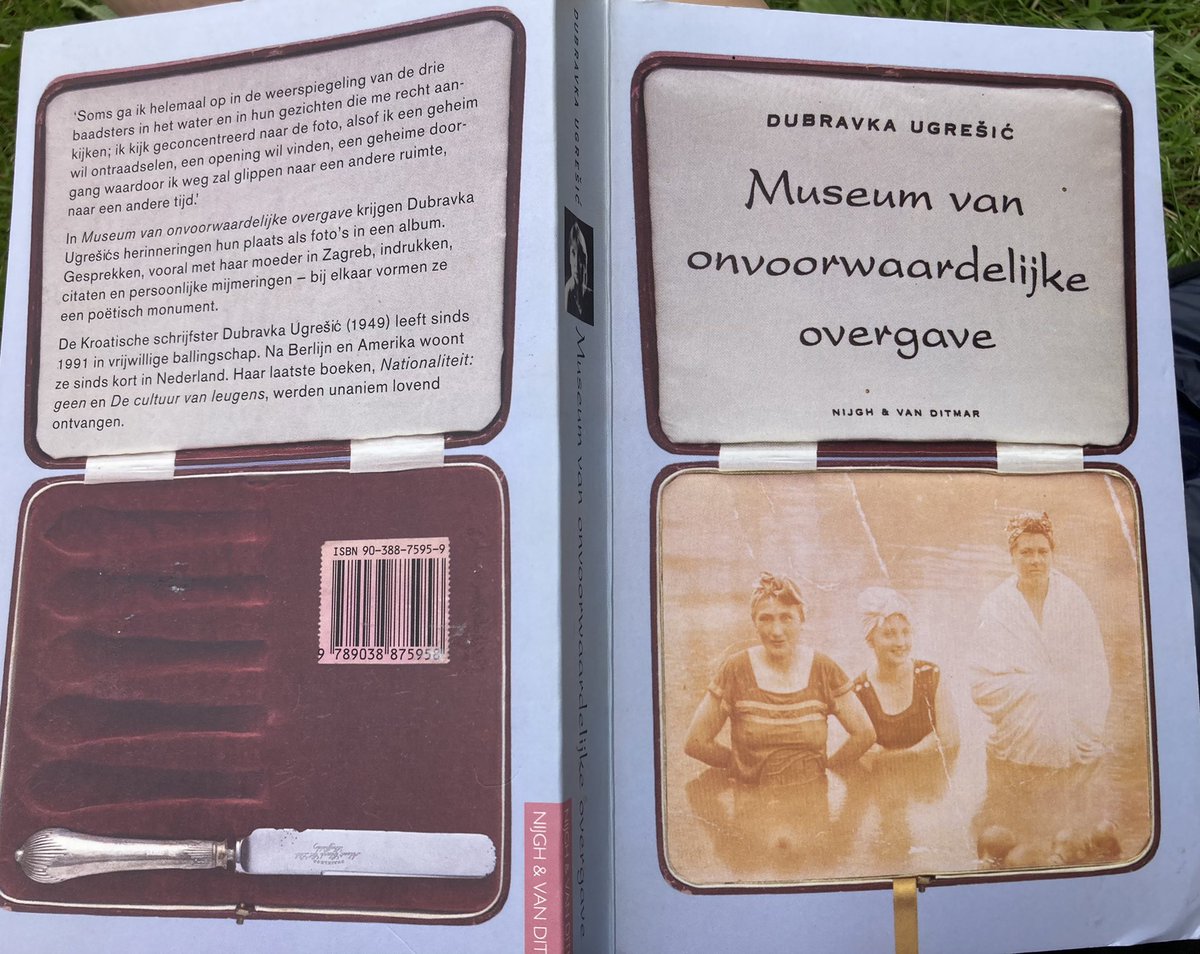 'Soms ga ik helemaal op in de weerspiegeling van de drie
baadsters in het water en in hun gezichten die me recht aan-
kijken; ik kijk geconcentreerd naar de foto, alsof ik een geheim
wil ontraadselen, een opening wil vinden, een geheime door-
gang waardoor ik weg zal glippen naar een andere ruimte,
naar een andere tijd.'
In Museum van onvoorwaardelijke overgave krijgen Dubravka
Ugrešićs herinneringen hun plaats als foto's in een album.
Gesprekken, vooral met haar moeder in Zagreb, indrukken,
citaten en persoonlijke mijmeringen – bij elkaar vormen ze
een poëtisch monument.
De Kroatische schrijfster Dubravka Ugrešić (1949) leeft sinds
1991 in vrijwillige ballingschap. Na Berlijn en Amerika woont
ze sinds kort in Nederland. Haar laatste boeken, Nationaliteit:
geen en De cultuur van leugens, werden unaniem lovend
ontvangen.
ISBN 90-388-7595-9
9 789038 875958
DUBRAVKA UGREŠIĆ
Museum van onvoorwaardelijke overgave
NIJGH & VAN DIT
DUBRAVKA UGREŠIĆ
Museum van
onvoorwaardelijke
overgave
NIJGH & VAN DITMAR